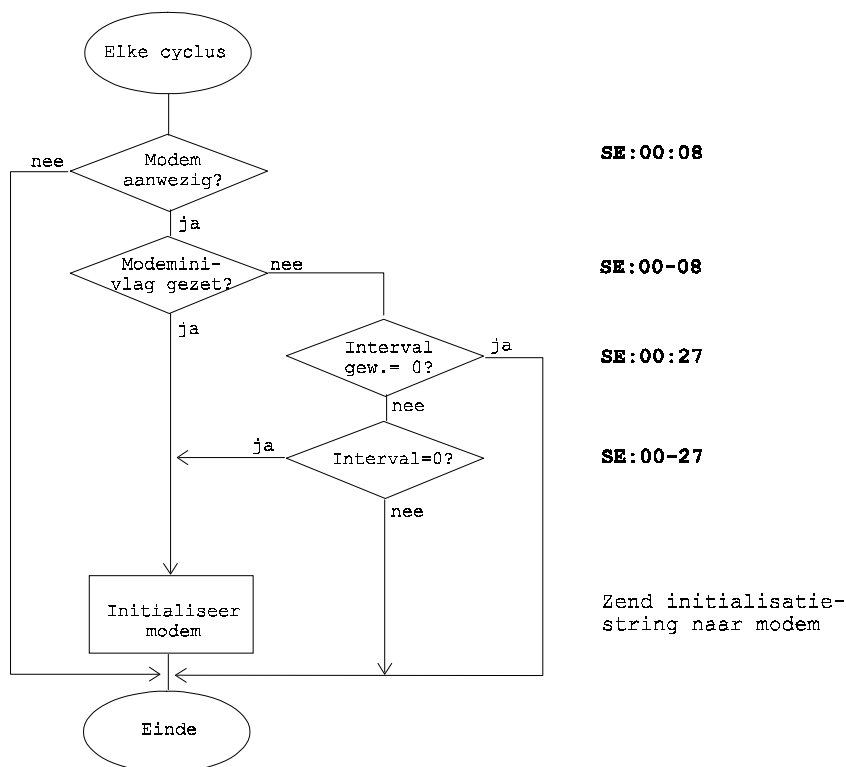 Elke cyclus
nee
Modem
aanwezig?
SE:00:08
ja
Modemini-
vlag gezet?
nee
SE:00-08
ja
Interval
gew.= 0?
ja
SE:00:27
nee
ja
Interval=0?
SE:00-27
nee
Initialiseer
modem
Zend initialisatie-
string naar modem
Einde